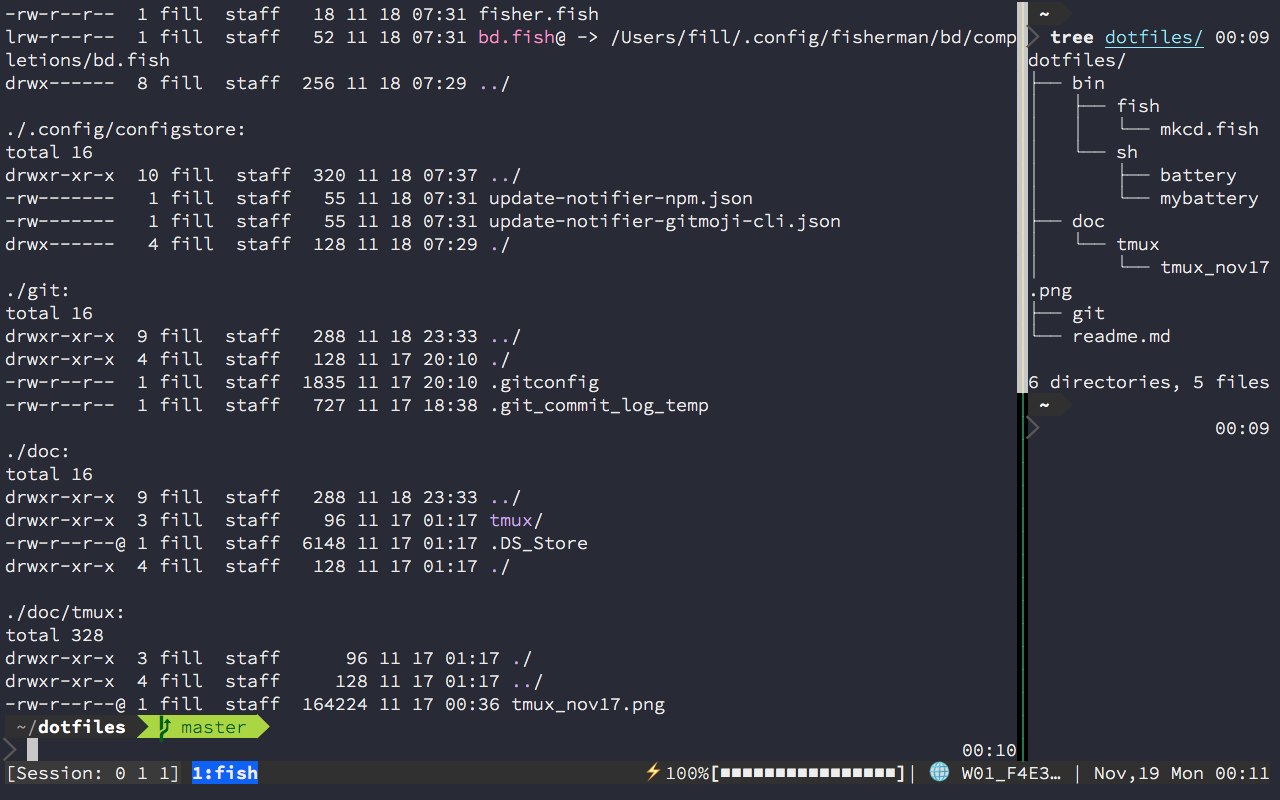 -rw-r--r--  1 fill  staff   18 11 18 07:31 fisher.fish
lrw-r--r--  1 fill  staff   52 11 18 07:31 bd.fish@ -> /Users/fill/.config/fisherman/bd/comp
letions/bd.fish
drwx------  8 fill  staff  256 11 18 07:29 ../

./.config/configstore:
total 16
drwxr-xr-x  10 fill  staff  320 11 18 07:37 ../
-rw-------   1 fill  staff   55 11 18 07:31 update-notifier-npm.json
-rw-------   1 fill  staff   55 11 18 07:31 update-notifier-gitmoji-cli.json
drwx------   4 fill  staff  128 11 18 07:29 ./

./git:
total 16
drwxr-xr-x  9 fill  staff   288 11 18 23:33 ../
drwxr-xr-x  4 fill  staff   128 11 17 20:10 ./
-rw-r--r--  1 fill  staff  1835 11 17 20:10 .gitconfig
-rw-r--r--  1 fill  staff   727 11 17 18:38 .git_commit_log_temp

./doc:
total 16
drwxr-xr-x  9 fill  staff   288 11 18 23:33 ../
drwxr-xr-x  3 fill  staff    96 11 17 01:17 tmux/
-rw-r--r--@ 1 fill  staff  6148 11 17 01:17 .DS_Store
drwxr-xr-x  4 fill  staff   128 11 17 01:17 ./

./doc/tmux:
total 328
drwxr-xr-x  3 fill  staff      96 11 17 01:17 ./
drwxr-xr-x  4 fill  staff     128 11 17 01:17 ../
-rw-r--r--@ 1 fill  staff  164224 11 17 00:36 tmux_nov17.png
~/dotfiles master
00:10
~
tree dotfiles/ 00:09
dotfiles/
├── bin
│   ├── fish
│   │   └── mkcd.fish
│   └── sh
│       ├── battery
│       └── mybattery
├── doc
│   └── tmux
│       └── tmux_nov17
.png
├── git
└── readme.md

6 directories, 5 files
~
00:09
[Session: 0 1 1] 1:fish ⚡100%[■■■■■■■■■■■■■■■■]| 🌐 W01_F4E3… | Nov,19 Mon 00:11